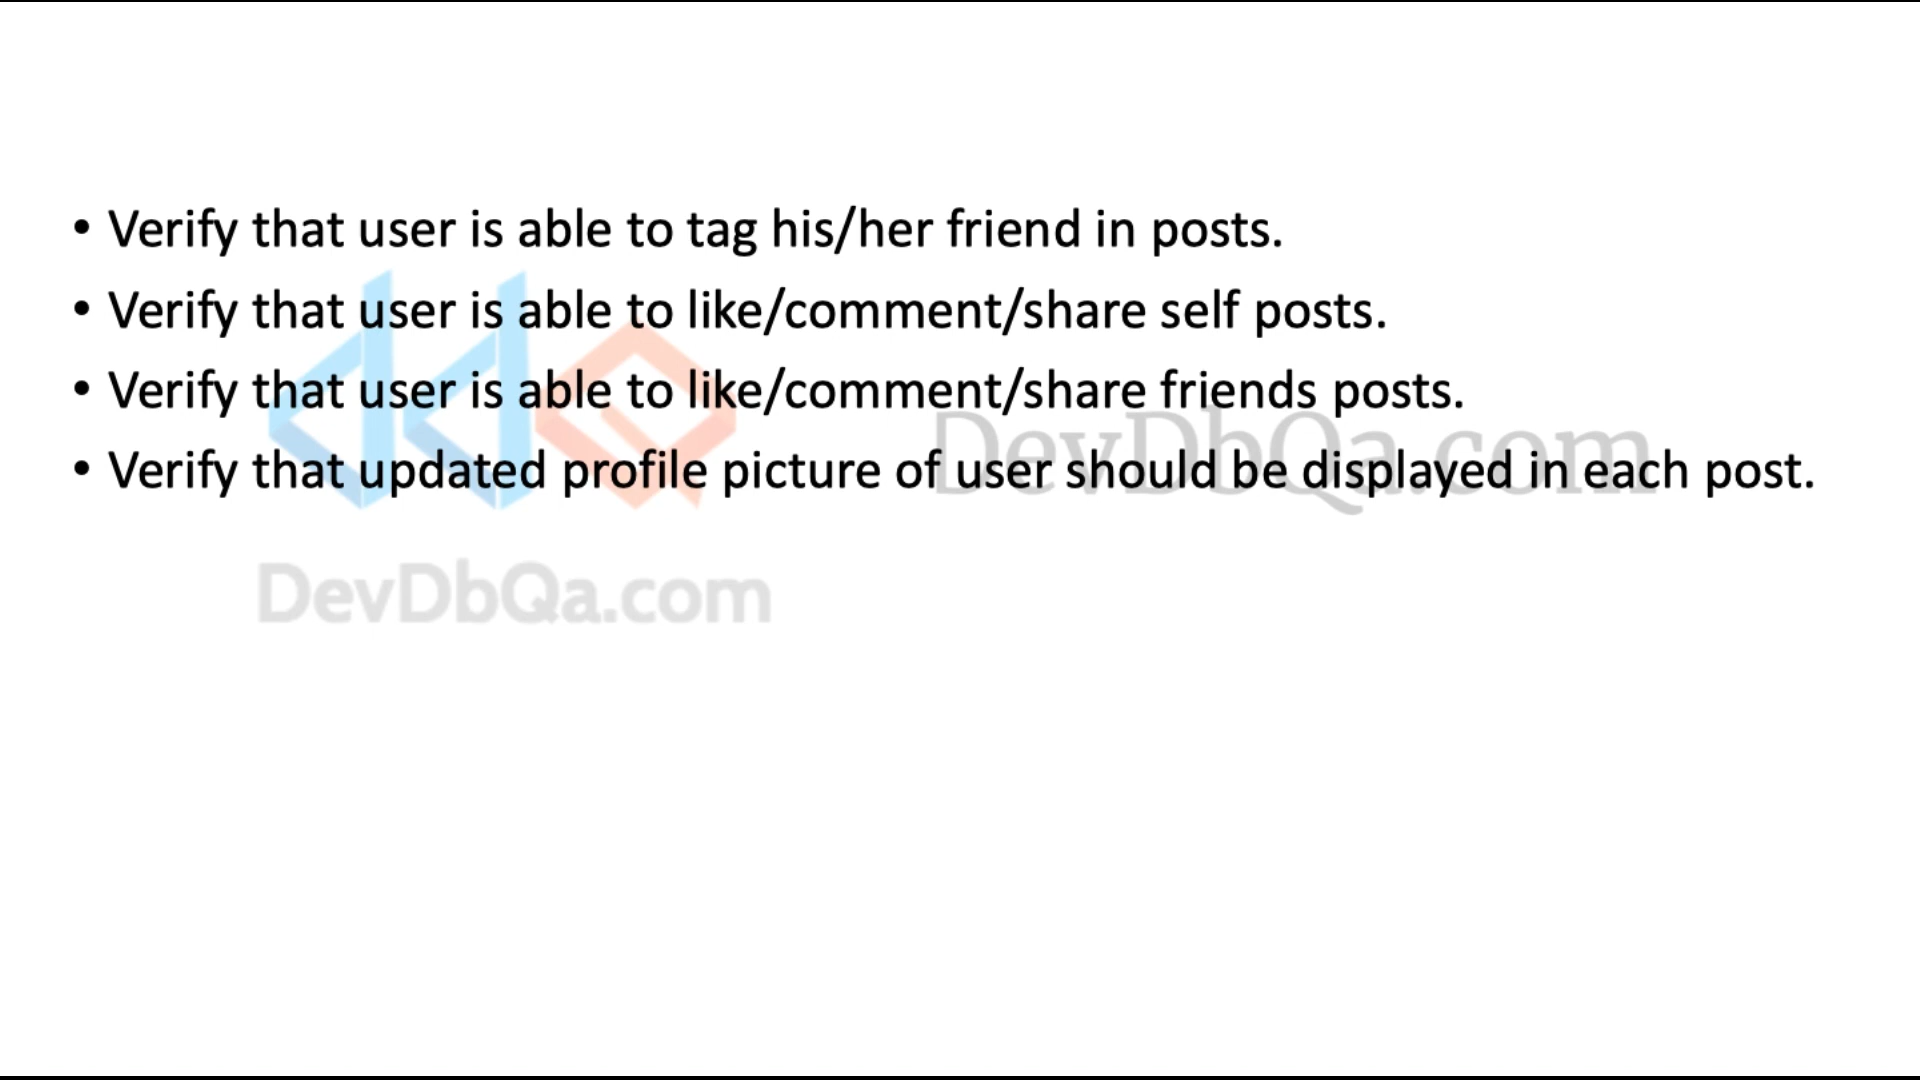 • Verify that user is able to tag his/her friend in posts.
• Verify that user is able to like/comment/share self posts.
• Verify that user is able to like/comment/share friends posts.
• Verify that updated profile picture of user should be displayed in each post.
DevDbQa.com
DevDbQa.com